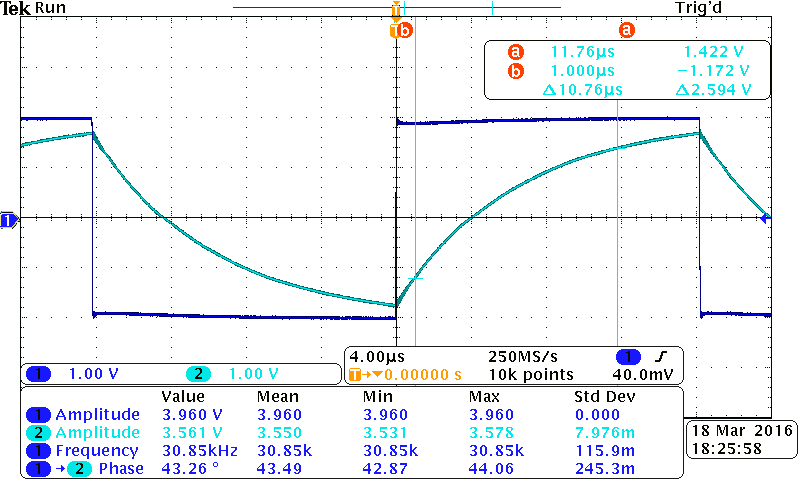 Tek Run Trig'd
T
T b a
a 11.76µs 1.422 V
b 1.000µs −1.172 V
Δ10.76µs Δ2.594 V
1
1 1.00 V 2 1.00 V
4.00µs 250MS/s 1
T→▼0.00000 s 10k points 40.0mV
Value Mean Min Max Std Dev
1 Amplitude 3.960 V 3.960 3.960 3.960 0.000
2 Amplitude 3.561 V 3.550 3.531 3.578 7.976m
1 Frequency 30.85kHz 30.85k 30.85k 30.85k 115.9m
1 →2 Phase 43.26 ° 43.49 42.87 44.06 245.3m
18 Mar 2016
18:25:58